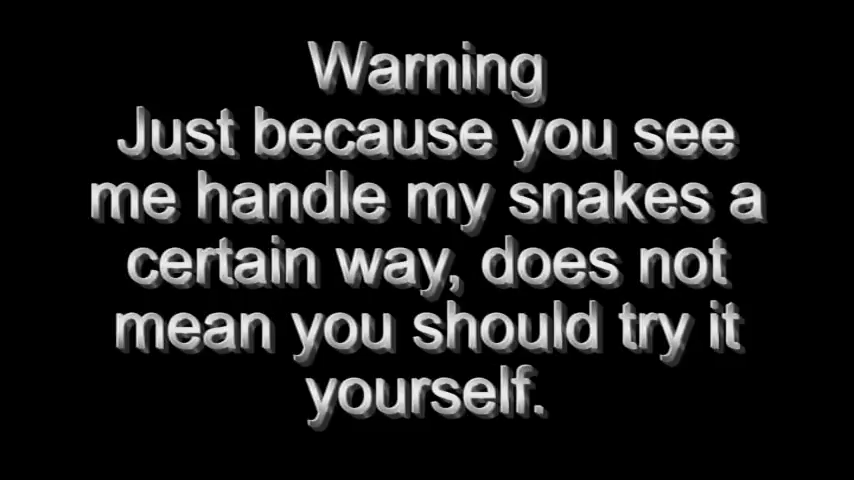 Warning
Just because you see
me handle my snakes a
certain way, does not
mean you should try it
yourself.